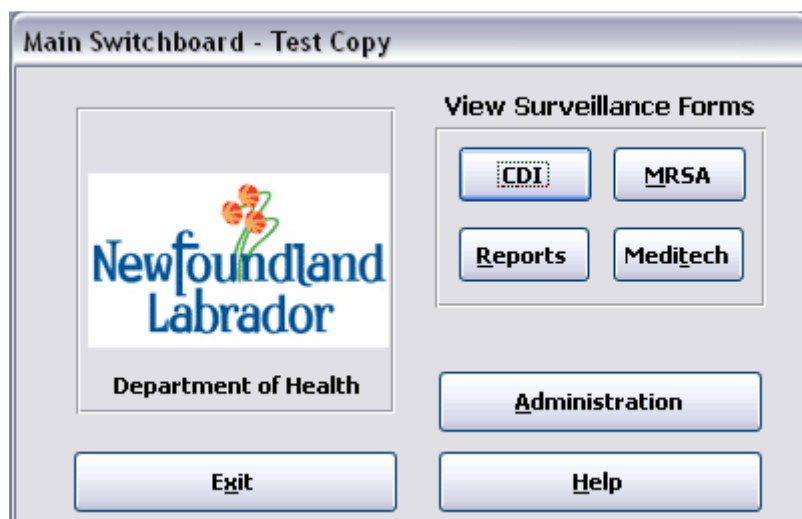 Main Switchboard - Test Copy
View Surveillance Forms
CDI
MRSA
Reports
Meditech
Newfoundland
Labrador
Department of Health
Administration
Exit
Help